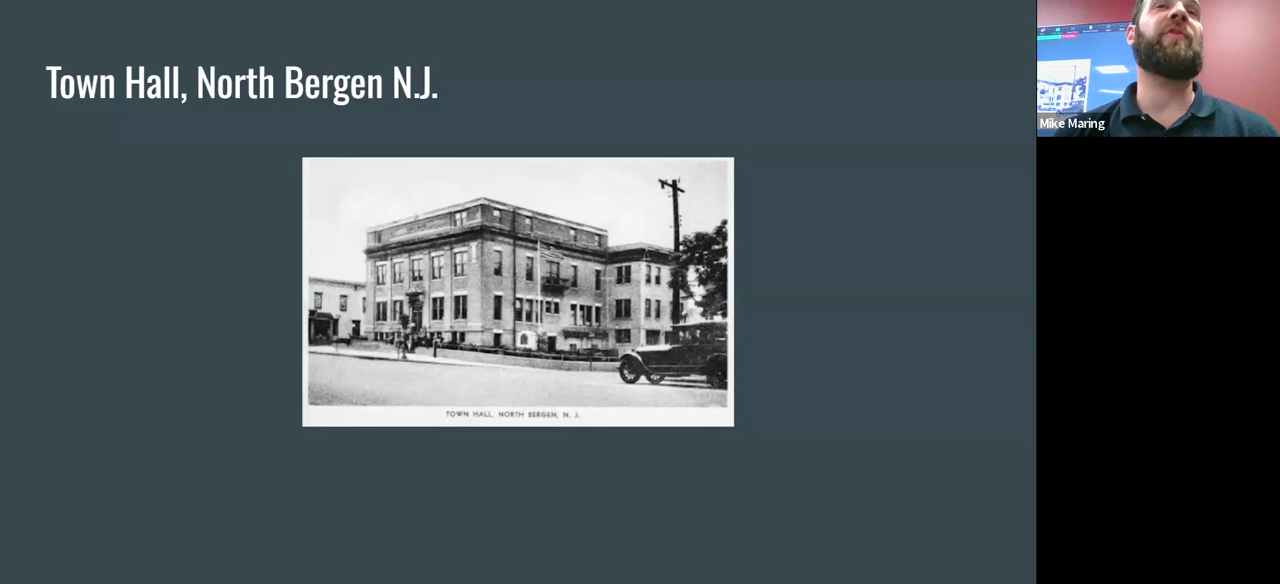 Town Hall, North Bergen N.J.
TOWN HALL, NORTH BERGEN, N. J.
Mike Maring